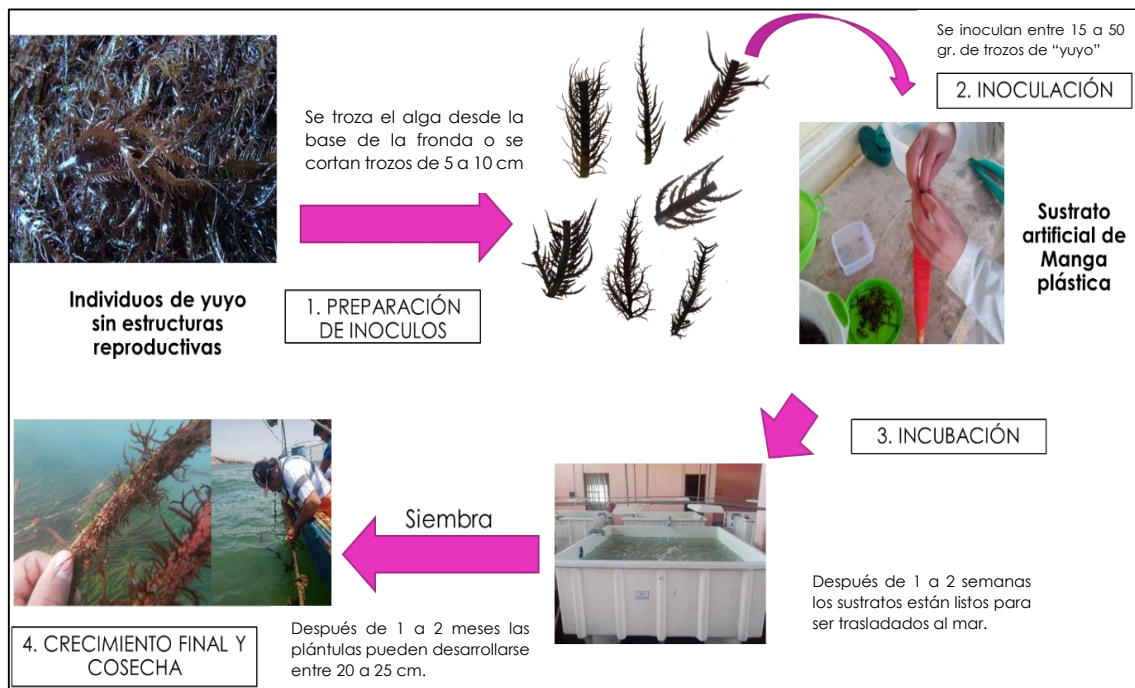 Se troza el alga desde la
base de la fronda o se
cortan trozos de 5 a 10 cm
Individuos de yuyo
sin estructuras
reproductivas
1. PREPARACIÓN
DE INOCULOS
Se inoculan entre 15 a 50
gr. de trozos de “yuyo”
2. INOCULACIÓN
Sustrato
artificial de
Manga
plástica
3. INCUBACIÓN
Después de 1 a 2 semanas
los sustratos están listos para
ser trasladados al mar.
Siembra
4. CRECIMIENTO FINAL Y
COSECHA
Después de 1 a 2 meses las
plántulas pueden desarrollarse
entre 20 a 25 cm.